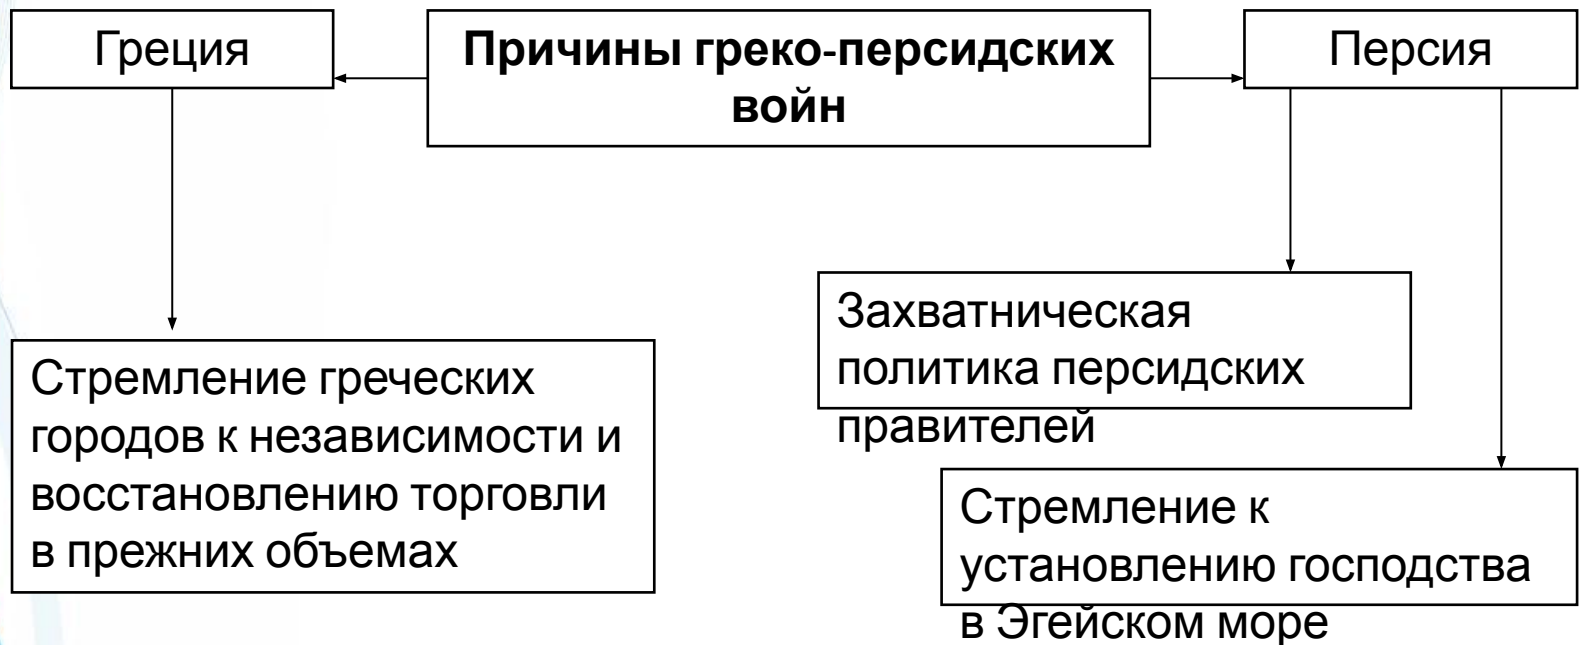 Греция
Причины греко-персидских
войн
Персия
Стремление греческих
городов к независимости и
восстановлению торговли
в прежних объемах
Захватническая
политика персидских
правителей
Стремление к
установлению господства
в Эгейском море